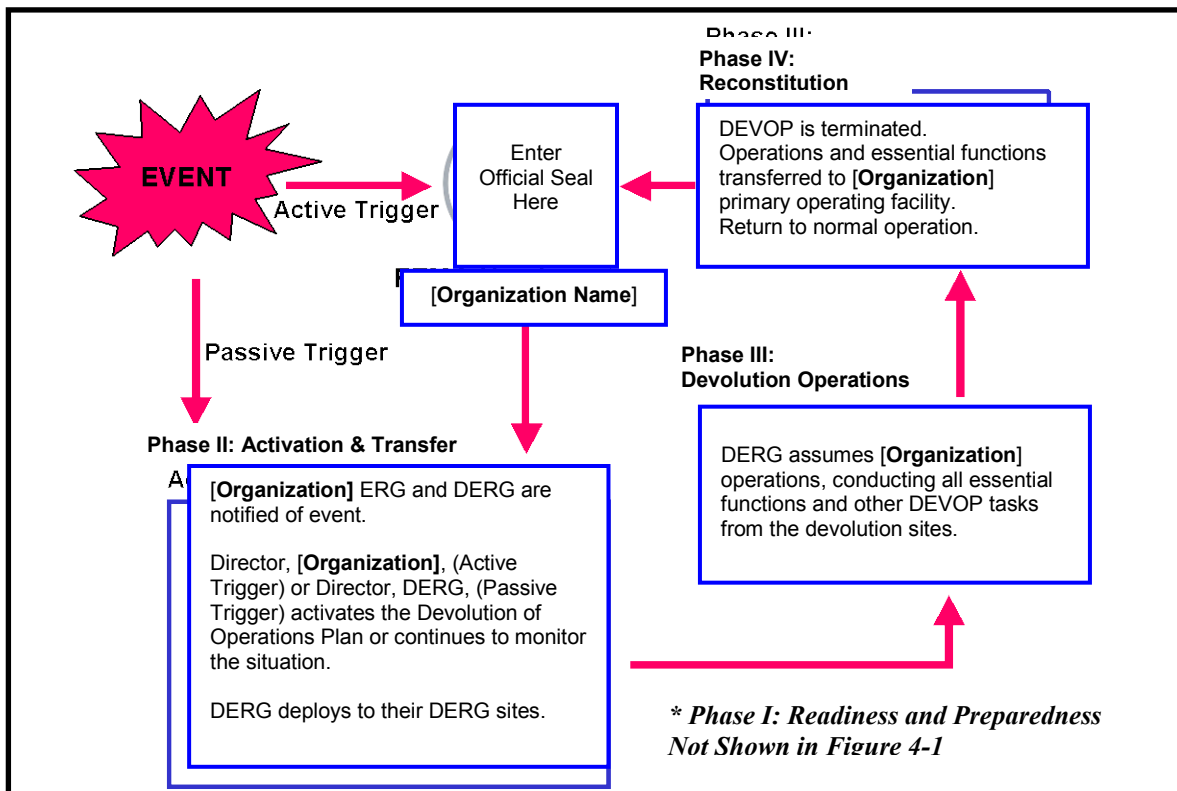 Phase III:
Phase IV:
Reconstitution
DEVOP is terminated.
Operations and essential functions
transferred to [Organization]
primary operating facility.
Return to normal operation.
EVENT
Active Trigger
Enter
Official Seal
Here
[Organization Name]
Passive Trigger
Phase II: Activation & Transfer
[Organization] ERG and DERG are
notified of event.
Director, [Organization], (Active
Trigger) or Director, DERG, (Passive
Trigger) activates the Devolution of
Operations Plan or continues to monitor
the situation.
DERG deploys to their DERG sites.
Phase III:
Devolution Operations
DERG assumes [Organization]
operations, conducting all essential
functions and other DEVOP tasks
from the devolution sites.
* Phase I: Readiness and Preparedness
Not Shown in Figure 4-1